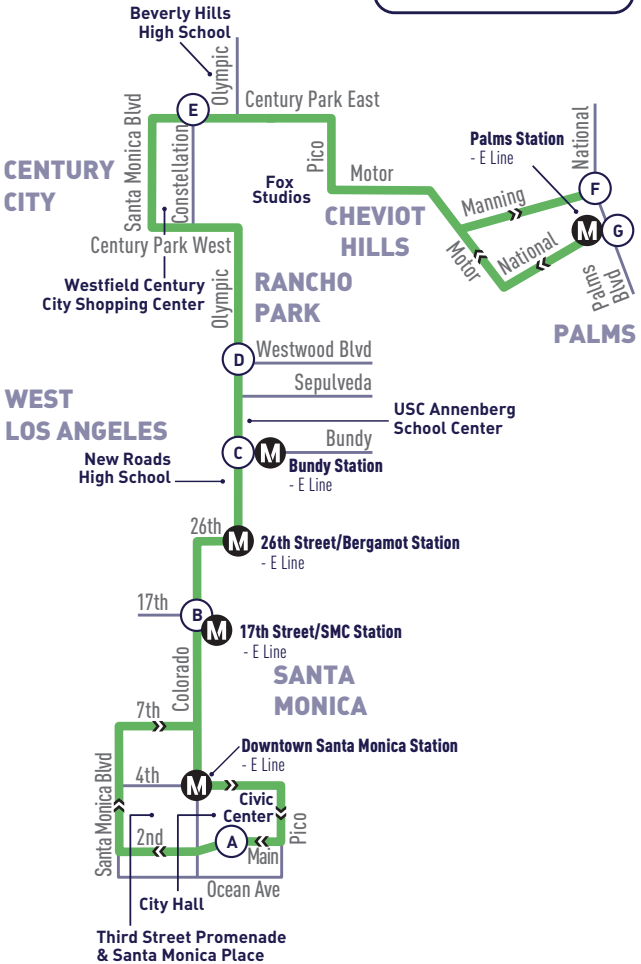 Beverly Hills
High School
Olympic
Century Park East
E
Santa Monica Blvd
Constellation
Pico
Motor
Palms Station
- E Line
National
CENTURY
CITY
Fox
Studios
CHEVIOT
HILLS
Manning
F
M
G
Motor
National
Palms
Blvd
PALMS
Century Park West
Westfield Century
City Shopping Center
Olympic
RANCHO
PARK
D
Westwood Blvd
Sepulveda
WEST
LOS ANGELES
USC Annenberg
School Center
Bundy
C
M
Bundy Station
- E Line
New Roads
High School
26th
M
26th Street/Bergamot Station
- E Line
17th
B
M
17th Street/SMC Station
- E Line
Colorado
SANTA
MONICA
7th
Downtown Santa Monica Station
- E Line
Santa Monica Blvd
4th
M
Civic
Center
Pico
2nd
A
Main
Ocean Ave
City Hall
Third Street Promenade
& Santa Monica Place